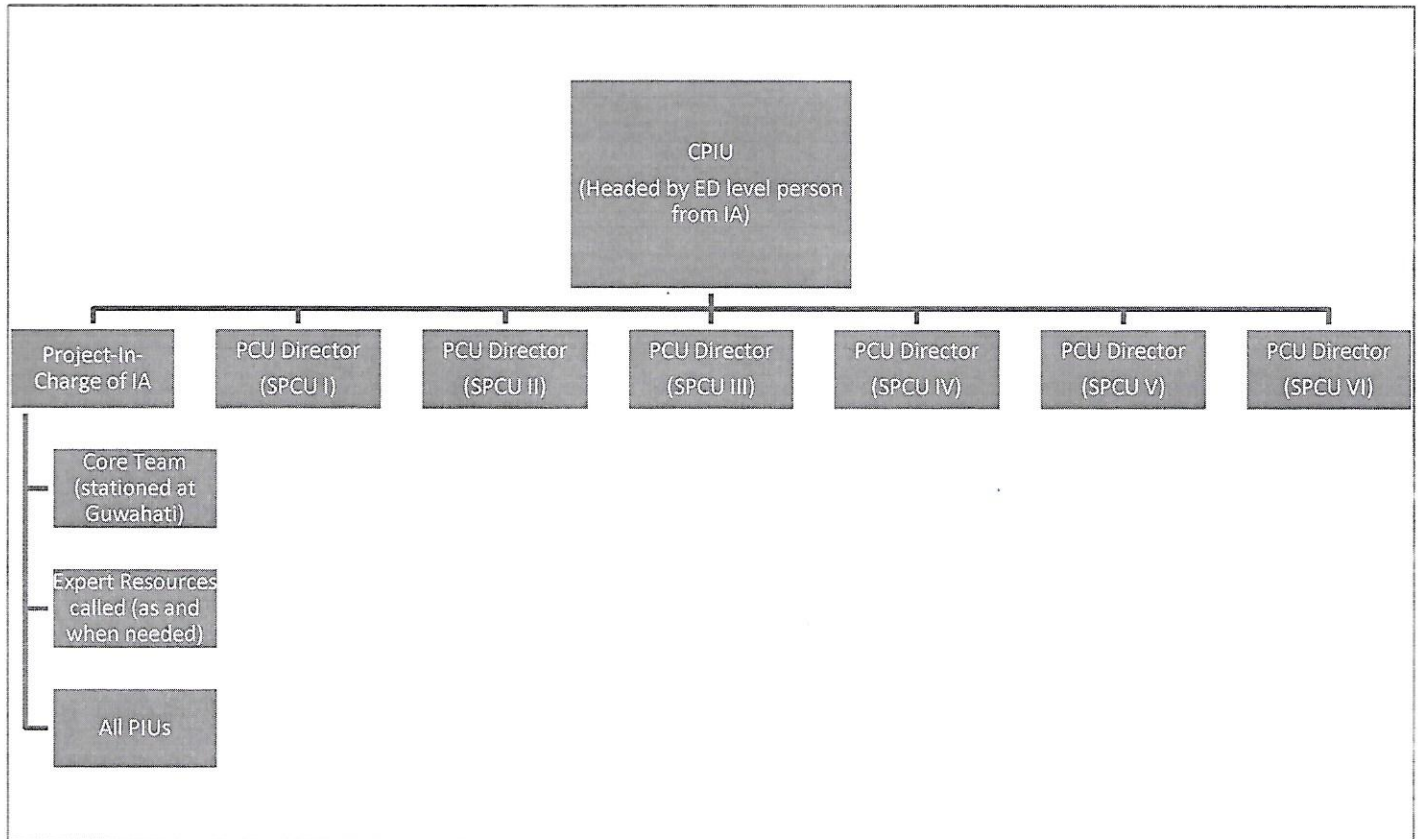 CPIU
(Headed by ED level person
from IA)
Project-In-
Charge of IA
PCU Director
(SPCU I)
PCU Director
(SPCU II)
PCU Director
(SPCU III)
PCU Director
(SPCU IV)
PCU Director
(SPCU V)
PCU Director
(SPCU VI)
Core Team
(stationed at
Guwahati)
Expert Resources
called (as and
when needed)
All PIUs